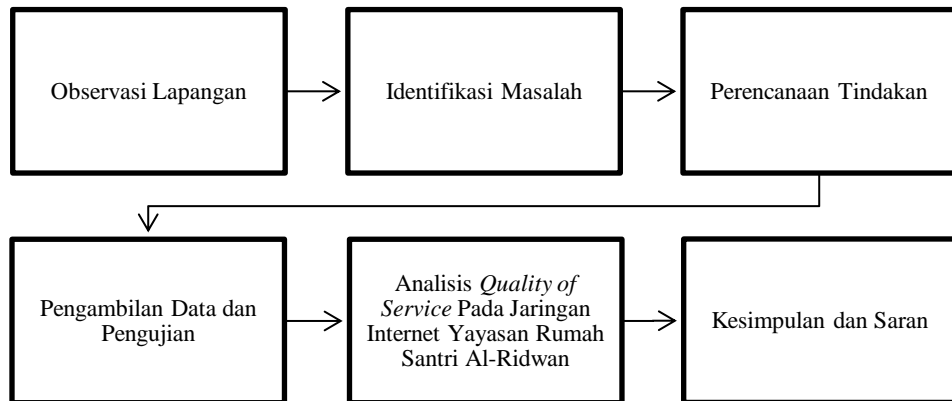 Observasi Lapangan
Identifikasi Masalah
Perencanaan Tindakan
Pengambilan Data dan
Pengujian
Analisis Quality of
Service Pada Jaringan
Internet Yayasan Rumah
Santri Al-Ridwan
Kesimpulan dan Saran